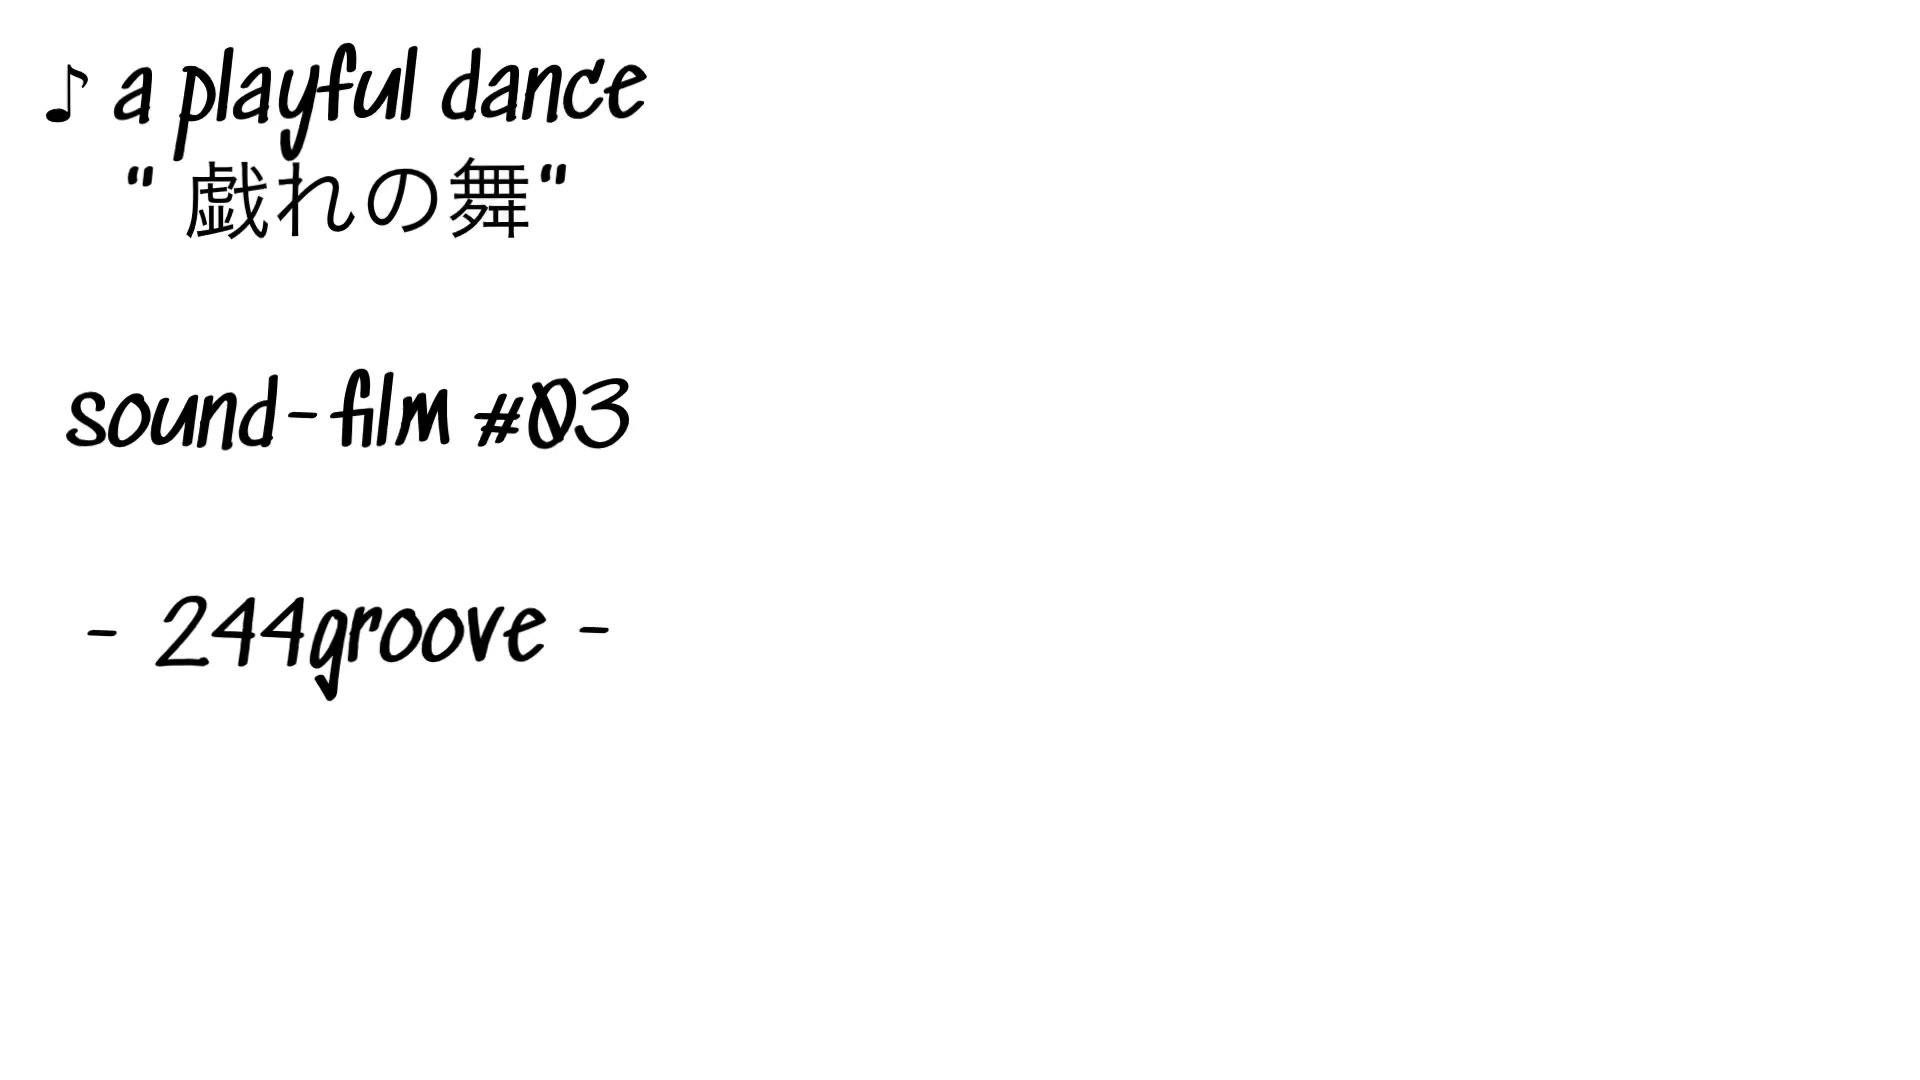 ♪ a playful dance
" 戯れの舞"
sound-film #03
- 244groove -